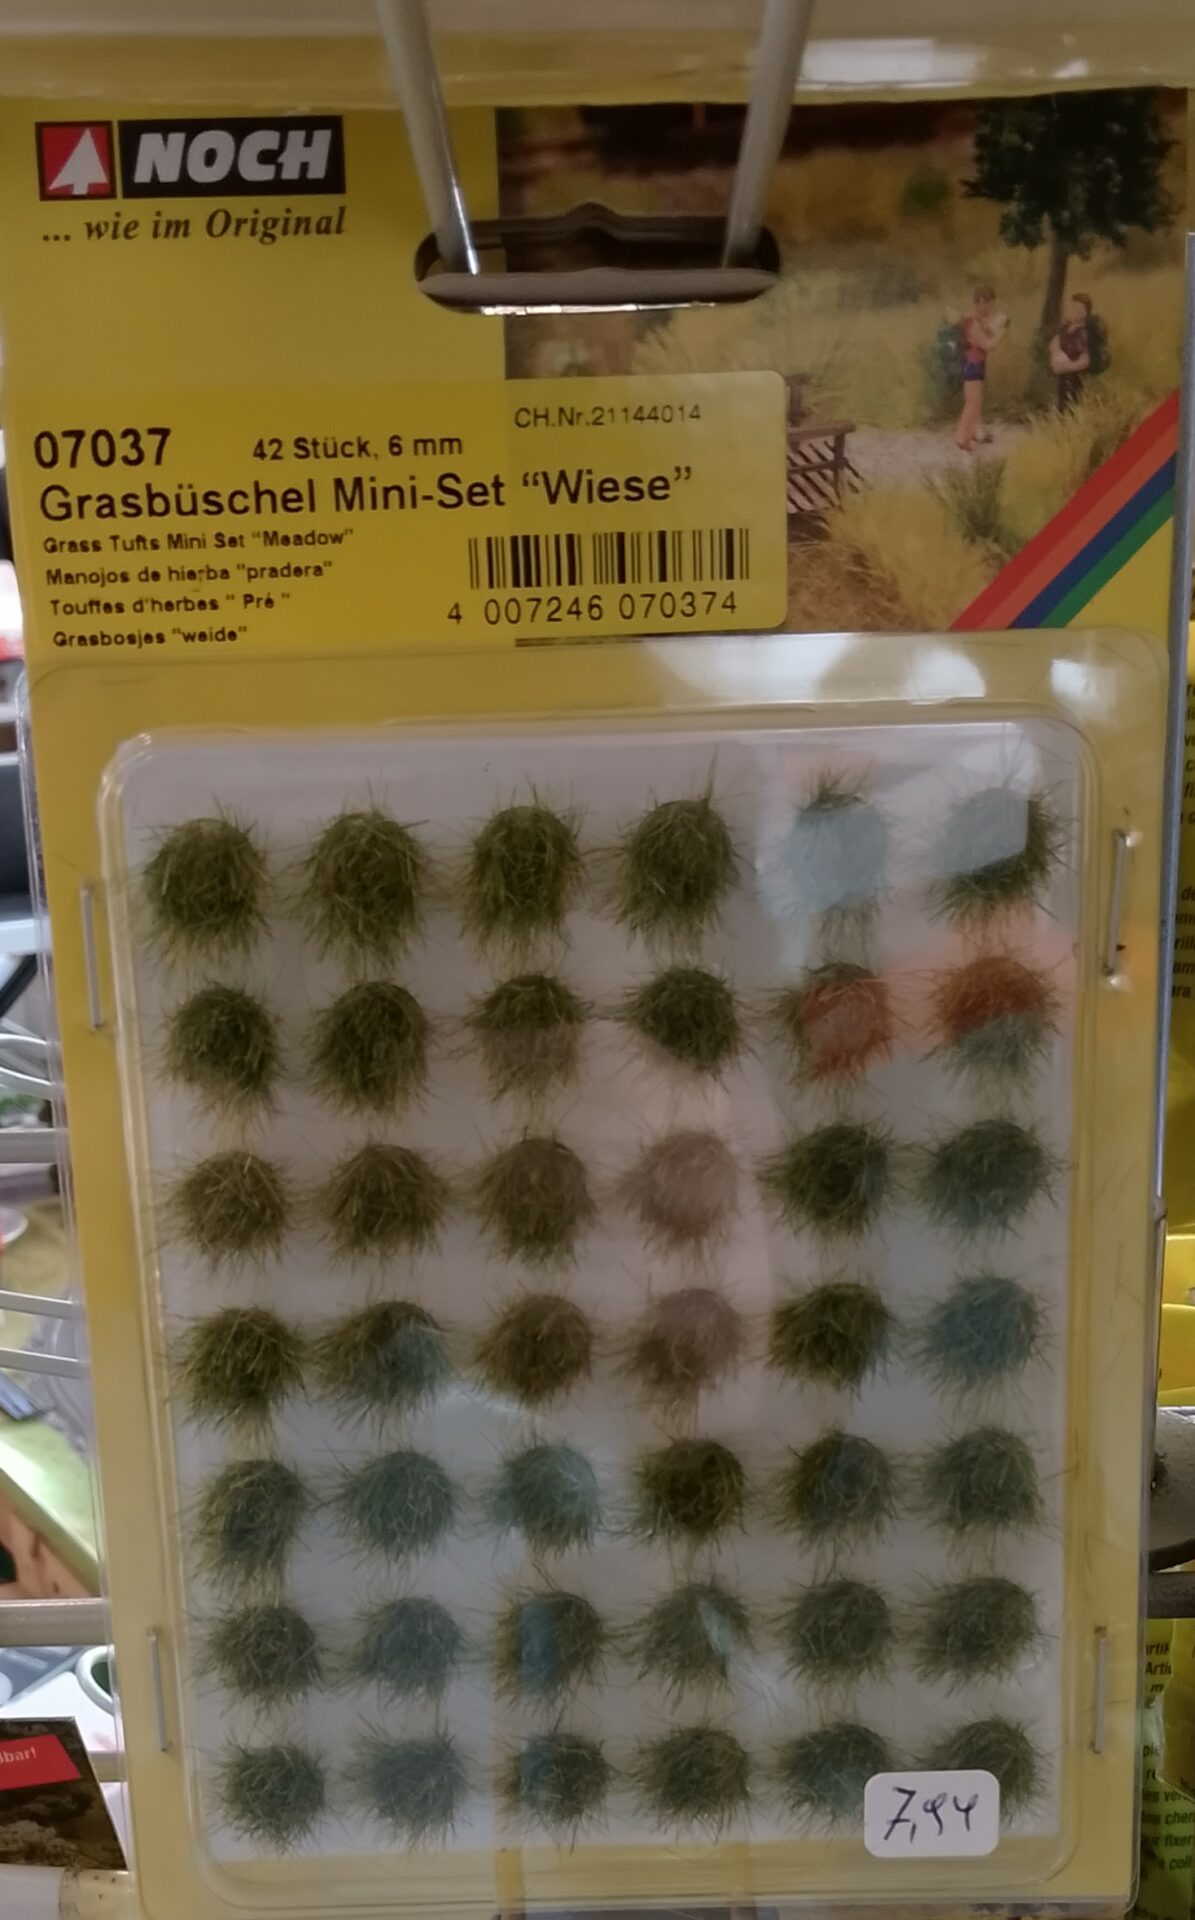 NOCH
... wie im Original
CH.Nr.21144014
07037 42 Stück, 6 mm
Grasbüschel Mini-Set “Wiese”
Grass Tufts Mini Set "Meadow"
Manojos de hierba "pradera"
Touffes d'herbes " Pré "
Grasbosjes "weide"
4 007246 070374
7,94